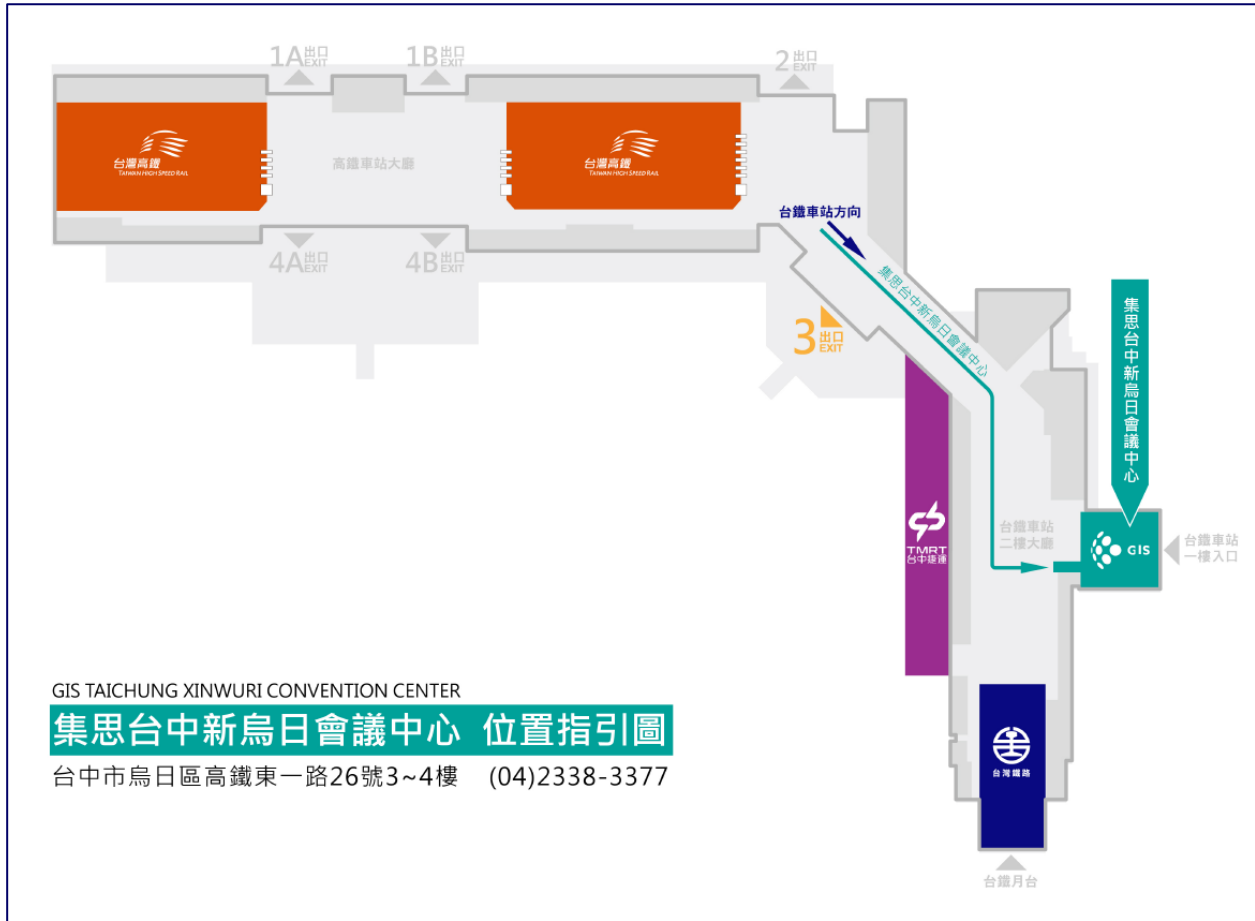 1A出口
EXIT
1B出口
EXIT
2出口
EXIT
台灣高鐵
TAIWAN HIGH SPEED RAIL
高鐵車站大廳
台灣高鐵
TAIWAN HIGH SPEED RAIL
台鐵車站方向
4A出口
EXIT
4B出口
EXIT
集思台中新烏日會議中心
3出口
EXIT
集思台中新烏日會議中心
TMRT
台中捷運
台鐵車站
二樓大廳
GIS
台鐵車站
一樓入口
GIS TAICHUNG XINWURI CONVENTION CENTER
集思台中新烏日會議中心 位置指引圖
台中市烏日區高鐵東一路26號3~4樓 (04)2338-3377
台灣鐵路
台鐵月台